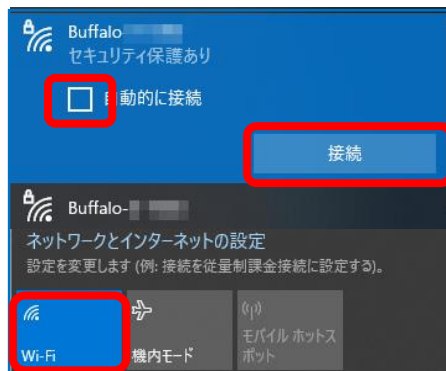 Buffalo
セキュリティ保護あり
自動的に接続
接続
Buffalo-
ネットワークとインターネットの設定
設定を変更します (例: 接続を従量制課金接続に設定する)。
Wi-Fi
機内モード
モバイル ホットス
ポット